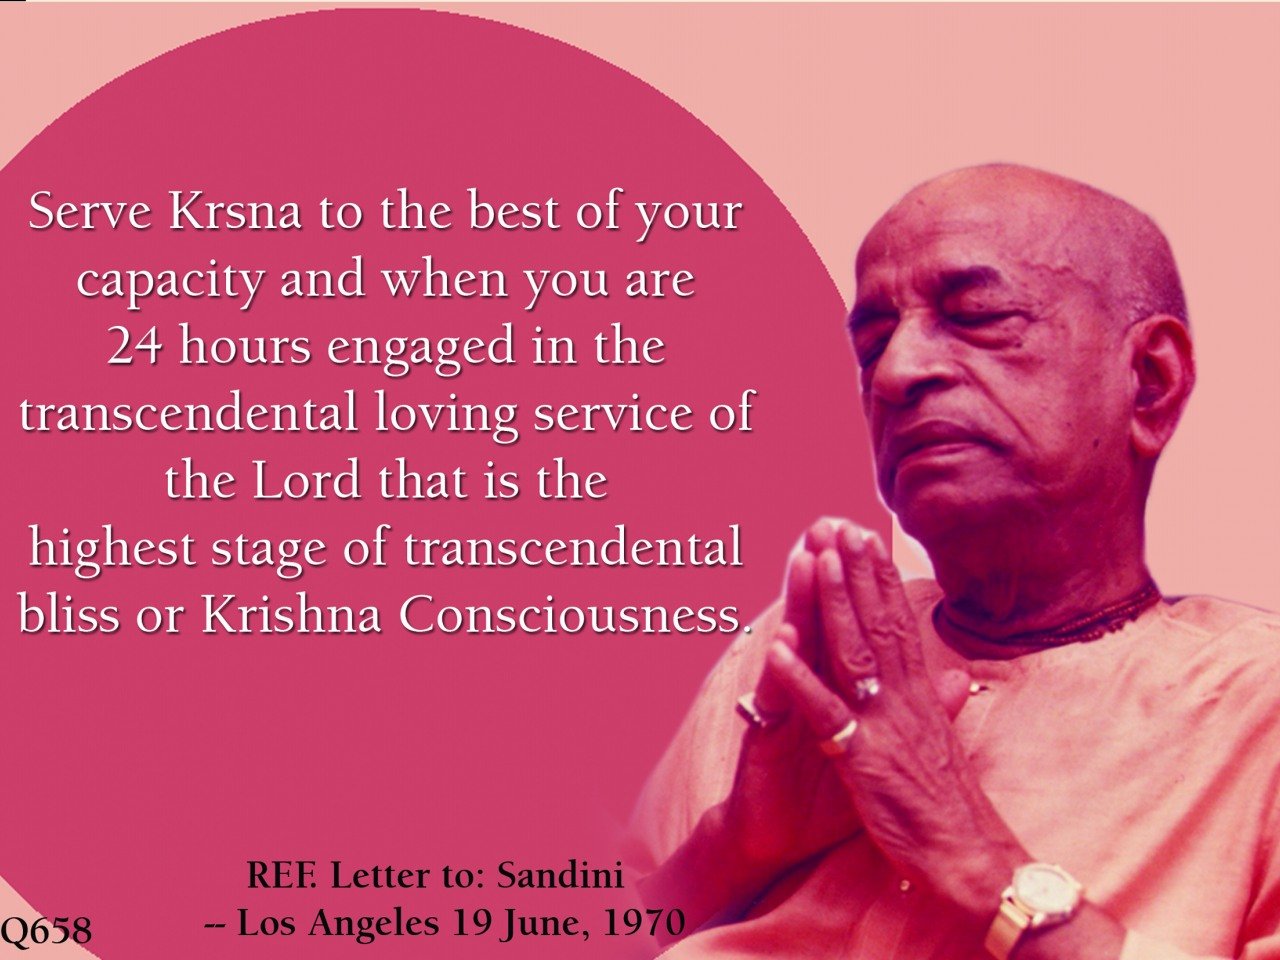 Serve Krsna to the best of your
capacity and when you are
24 hours engaged in the
transcendental loving service of
the Lord that is the
highest stage of transcendental
bliss or Krishna Consciousness.
REF. Letter to: Sandini
-- Los Angeles 19 June, 1970
Q658